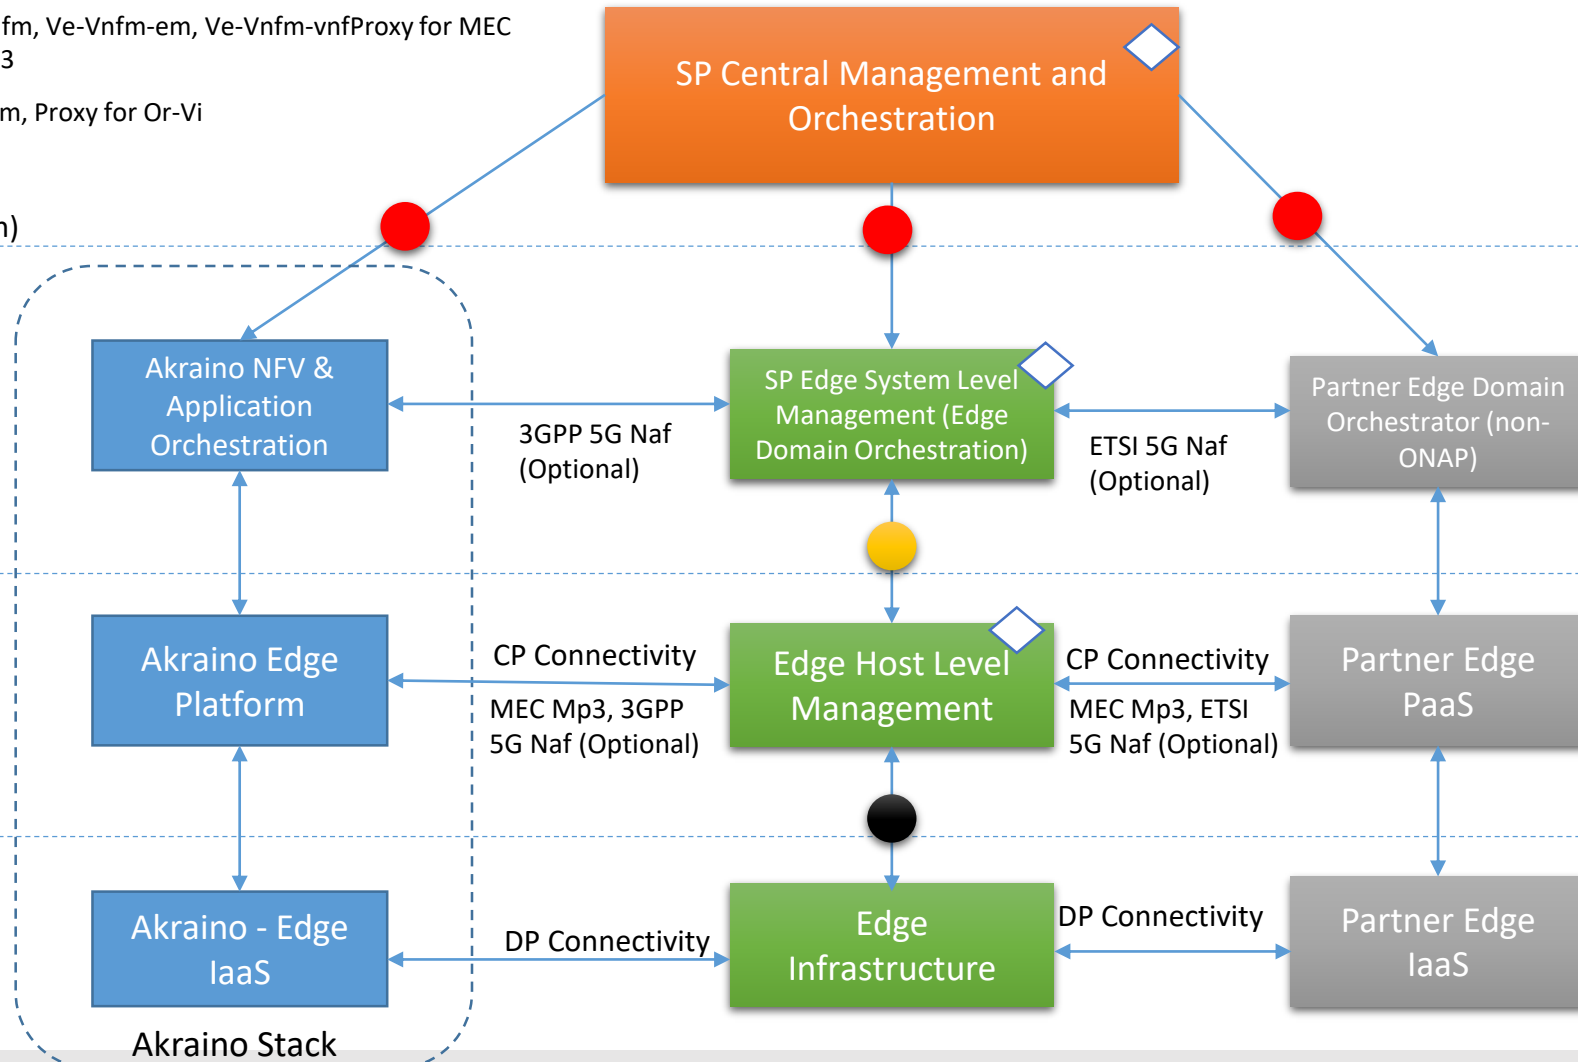 fm, Ve-Vnfm-em, Ve-Vnfm-vnfProxy for MEC
3
m, Proxy for Or-Vi
SP Central Management and
Orchestration
)
Akraino NFV &
Application
Orchestration
3GPP 5G Naf
(Optional)
SP Edge System Level
Management (Edge
Domain Orchestration)
ETSI 5G Naf
(Optional)
Partner Edge Domain
Orchestrator (non-
ONAP)
Akraino Edge
Platform
CP Connectivity
MEC Mp3, 3GPP
5G Naf (Optional)
Edge Host Level
Management
CP Connectivity
MEC Mp3, ETSI
5G Naf (Optional)
Partner Edge
PaaS
Akraino - Edge
IaaS
DP Connectivity
Edge
Infrastructure
DP Connectivity
Partner Edge
IaaS
Akraino Stack